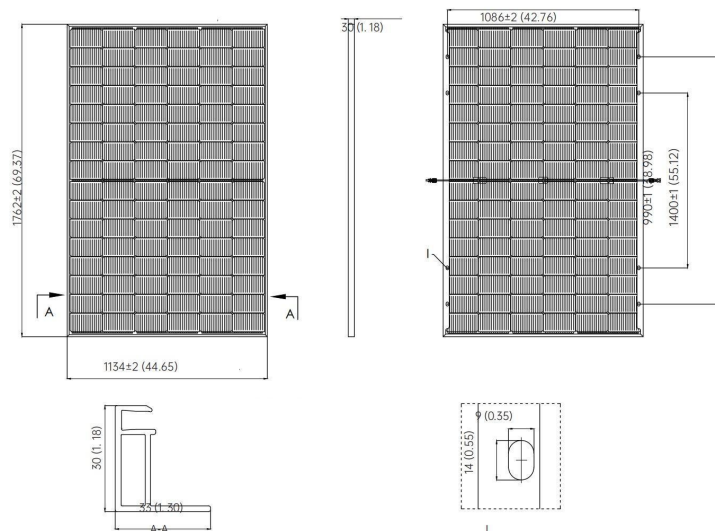 30 (1. 18)
1086±2 (42.76)
1762±2 (69.37)
990±1 (38.98)
1400±1 (55.12)
I
A
A
1134±2 (44.65)
30 (1. 18)
33 (1. 30)
A-A
9 (0.35)
14 (0.55)
I